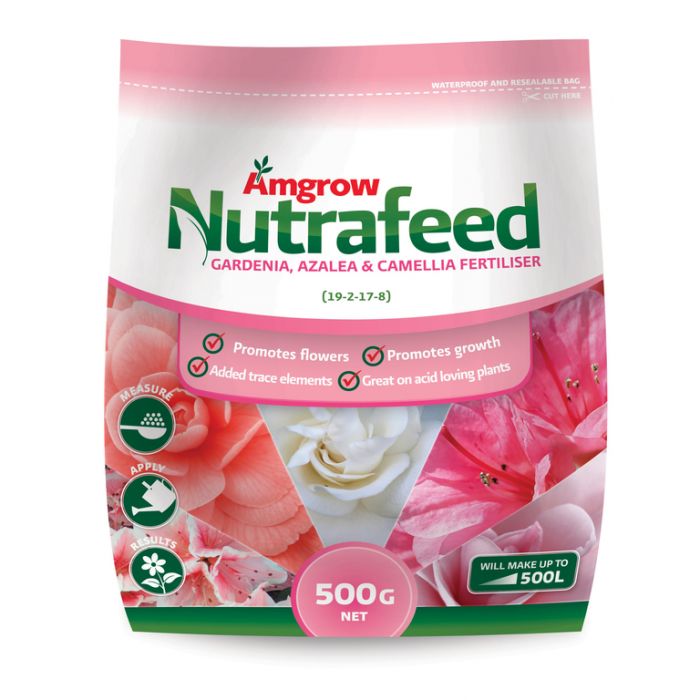 WATERPROOF AND RESEALABLE BAG
CUT HERE
Amgrow
Nutrafeed
GARDENIA, AZALEA & CAMELLIA FERTILISER
(19-2-17-8)
Promotes flowers
Promotes growth
Added trace elements
Great on acid loving plants
MEASURE
APPLY
RESULTS
WILL MAKE UP TO
500L
500G
NET